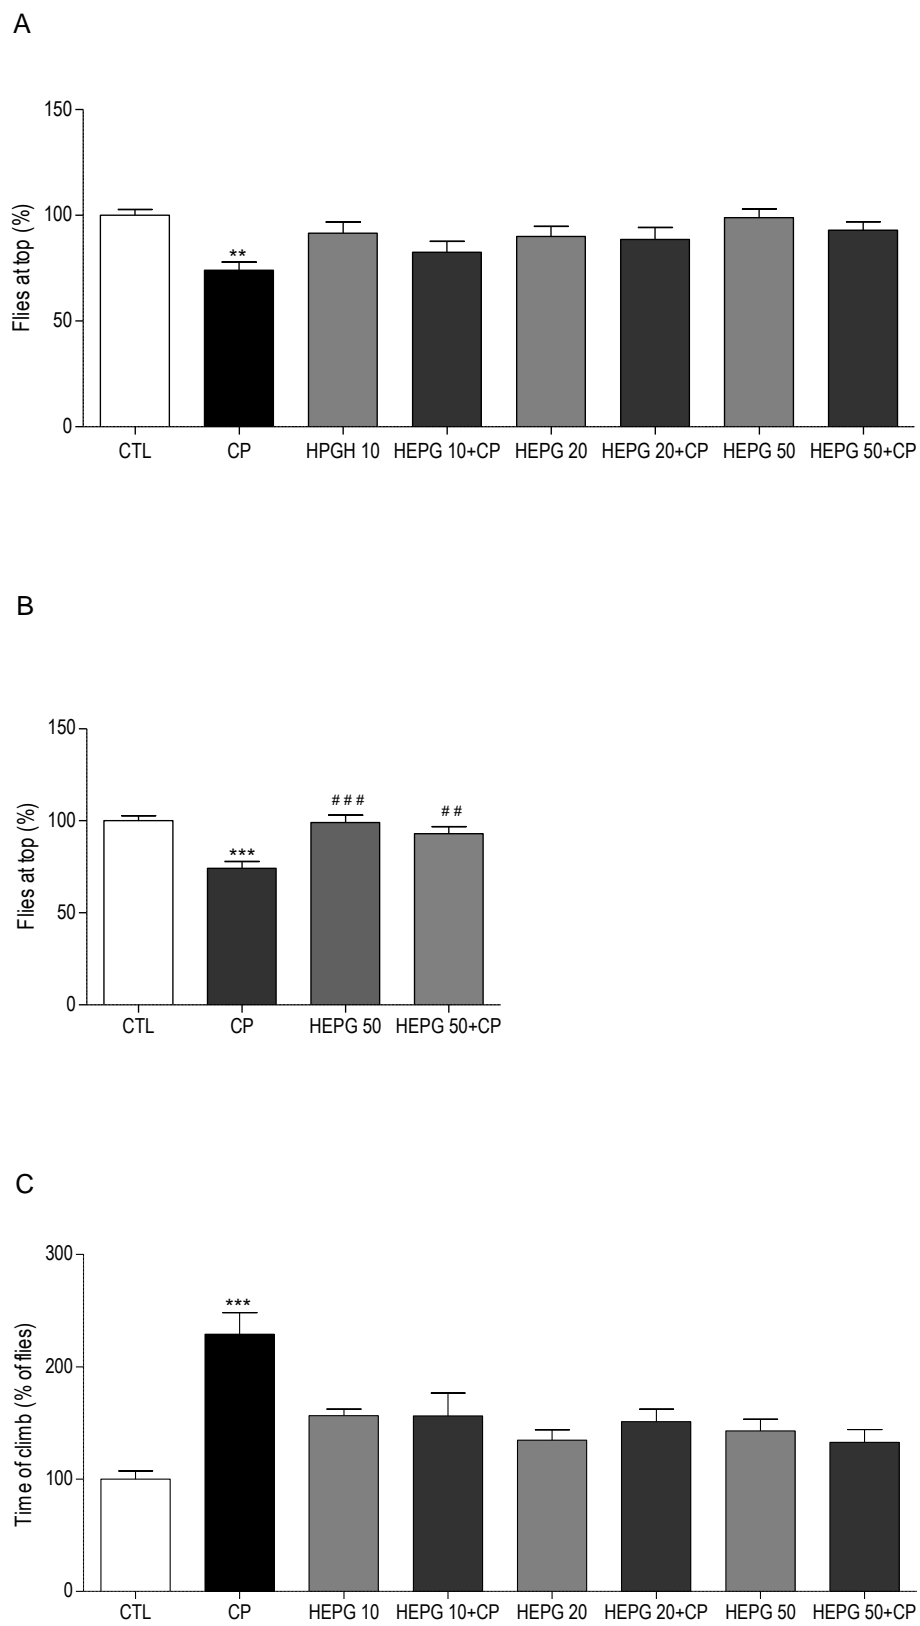 A
150
100
50
0
Flies at top (%)
**
CTL CP HPGH 10 HEPG 10+CP HEPG 20 HEPG 20+CP HEPG 50 HEPG 50+CP
B
150
100
50
0
Flies at top (%)
***
###
##
CTL CP HEPG 50 HEPG 50+CP
C
300
200
100
0
Time of climb (% of flies)
***
CTL CP HEPG 10 HEPG 10+CP HEPG 20 HEPG 20+CP HEPG 50 HEPG 50+CP